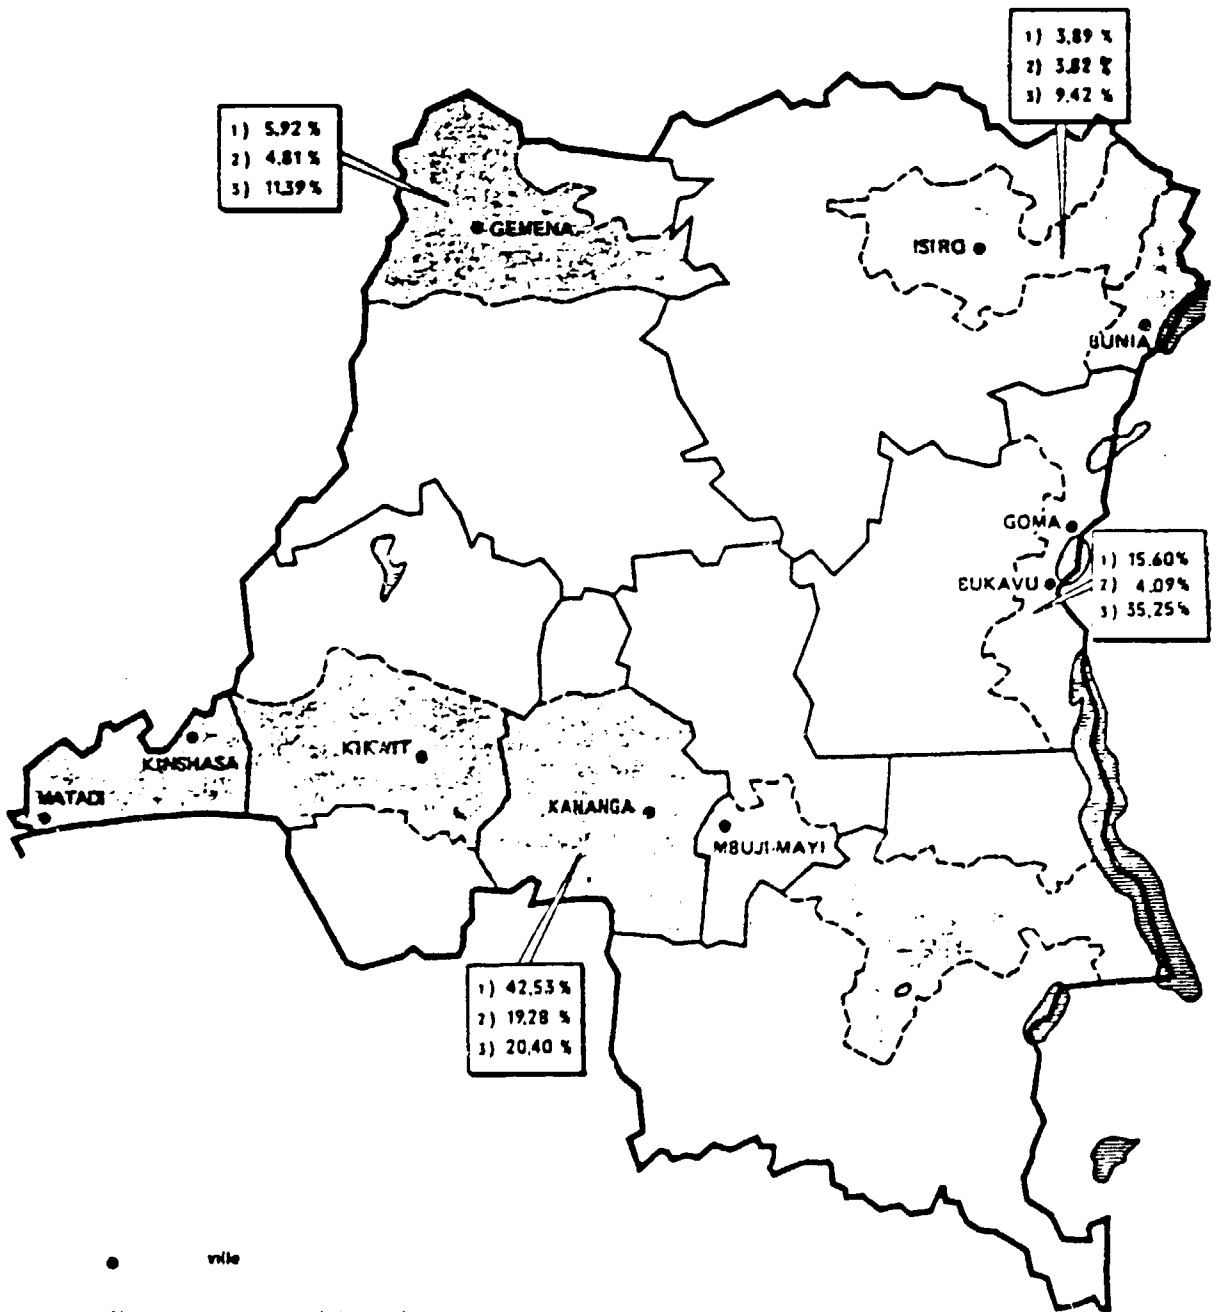 1) 3,89 %
2) 3,82 %
3) 9,42 %
1) 5,92 %
2) 4,81 %
3) 11,39%
GEMENA
ISIRO
BUNIA
GOMA
BUKAVU
1) 15.60%
2) 4.09%
3) 35,25%
KINSHASA
KIKWIT
MATADI
KANANGA
MBUJI-MAYI
1) 42,53 %
2) 19,28 %
3) 20,40 %
ville